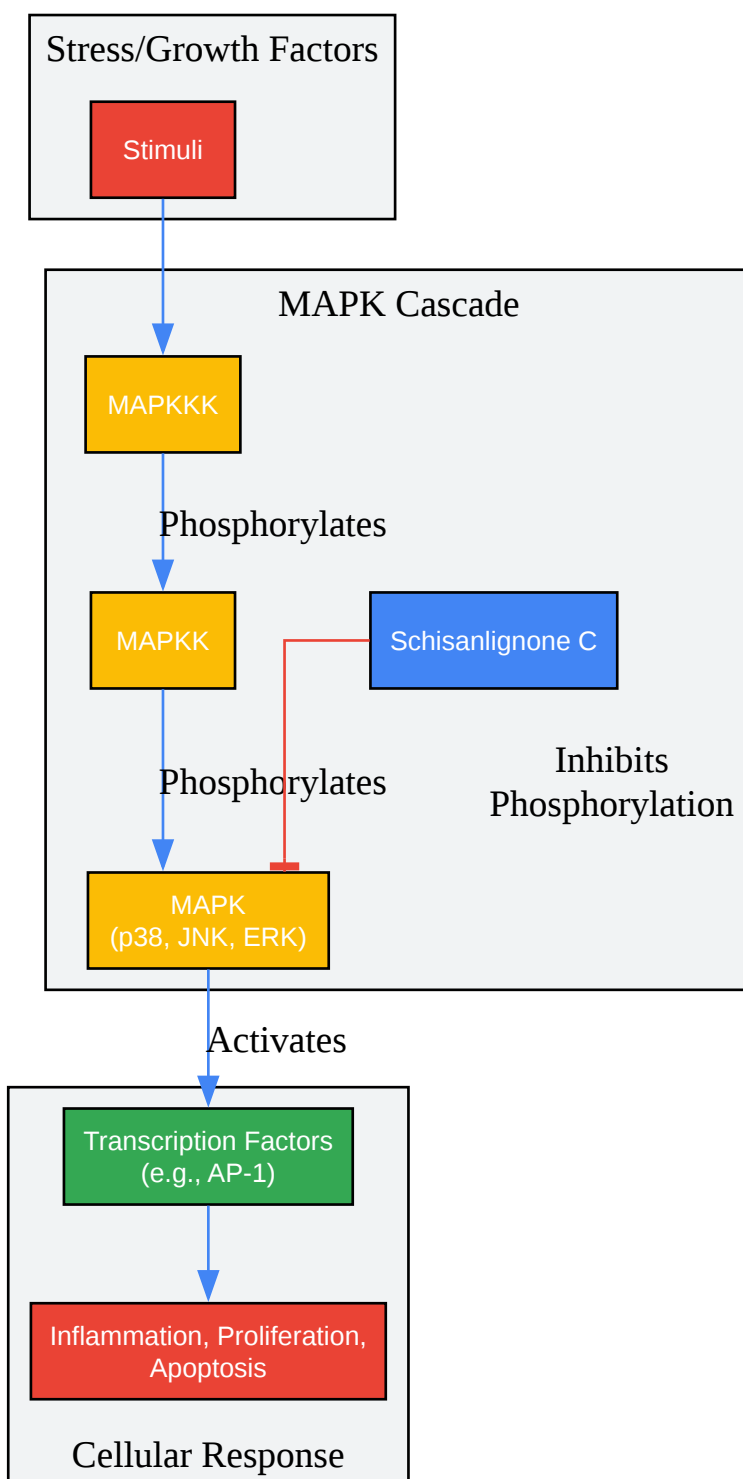 Stress/Growth Factors
Stimuli
MAPK Cascade
MAPKKK
Phosphorylates
MAPKK
Schisanlignone C
Phosphorylates
Inhibits
Phosphorylation
MAPK
(p38, JNK, ERK)
Activates
Transcription Factors
(e.g., AP-1)
Inflammation, Proliferation,
Apoptosis
Cellular Response